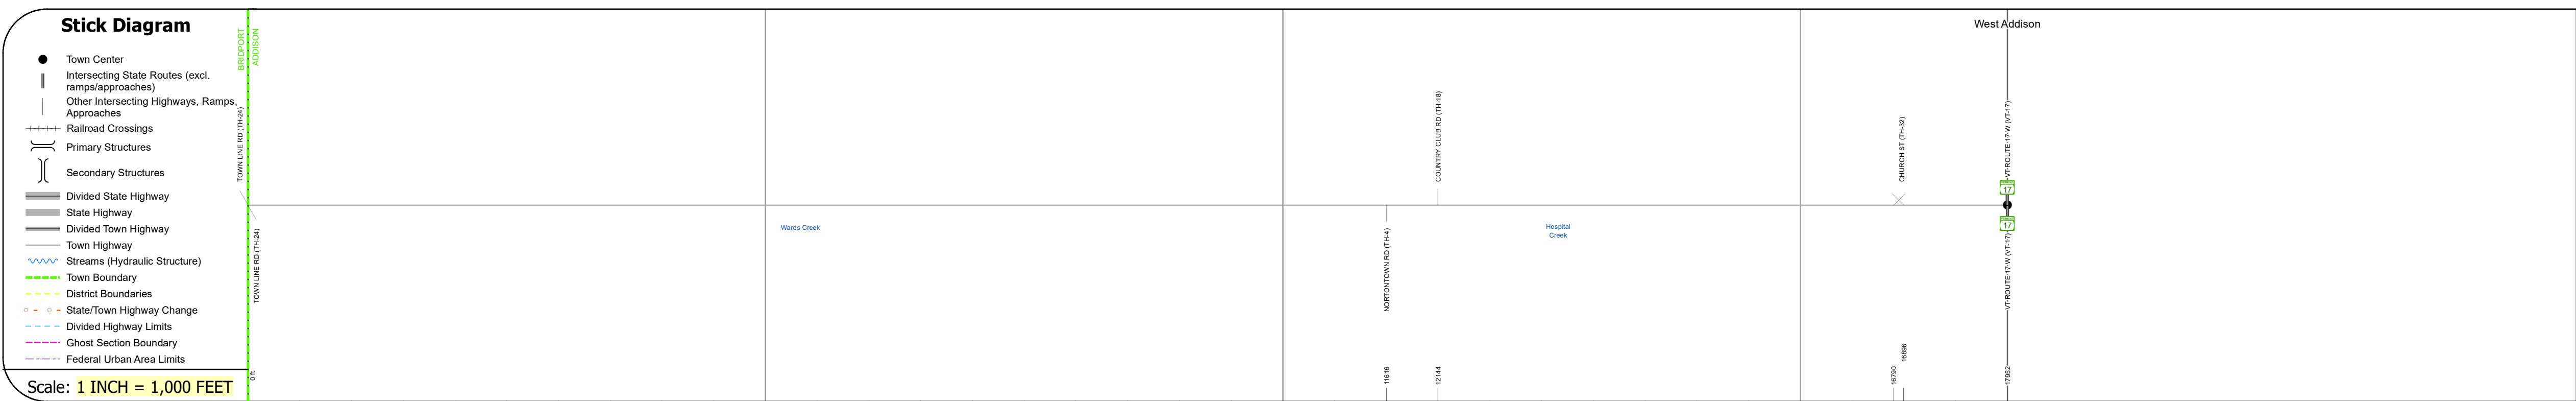 Stick Diagram
Town Center
Intersecting State Routes (excl.
ramps/approaches)
Other Intersecting Highways, Ramps,
Approaches
Railroad Crossings
Primary Structures
Secondary Structures
Divided State Highway
State Highway
Divided Town Highway
Town Highway
Streams (Hydraulic Structure)
Town Boundary
District Boundaries
State/Town Highway Change
Divided Highway Limits
Ghost Section Boundary
Federal Urban Area Limits
Scale: 1 INCH = 1,000 FEET
BRIDPORT
ADDISON
TOWN LINE RD (TH-24)
TOWN LINE RD (TH-24)
0 ft
Wards Creek
NORTONTOWN RD (TH-4)
11616
COUNTRY CLUB RD (TH-18)
12144
Hospital
Creek
CHURCH ST (TH-32)
16790
16896
West Addison
VT-ROUTE-17-W (VT-17)
17
17
VT-ROUTE-17-W (VT-17)
17952